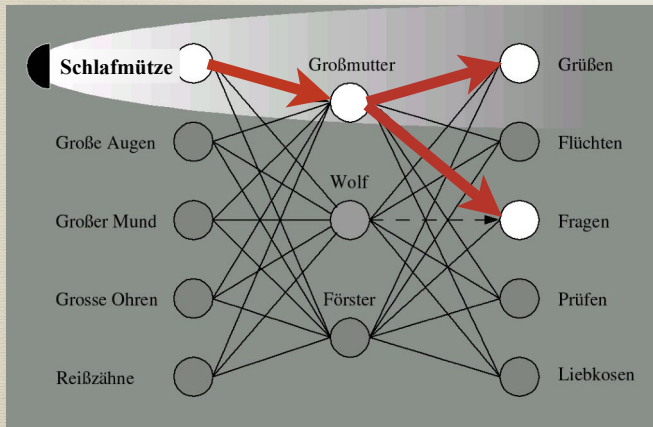 Schlafmütze
Großmutter
Grüßen
Große Augen
Flüchten
Wolf
Großer Mund
Fragen
Grosse Ohren
Förster
Prüfen
Reißzähne
Liebkosen